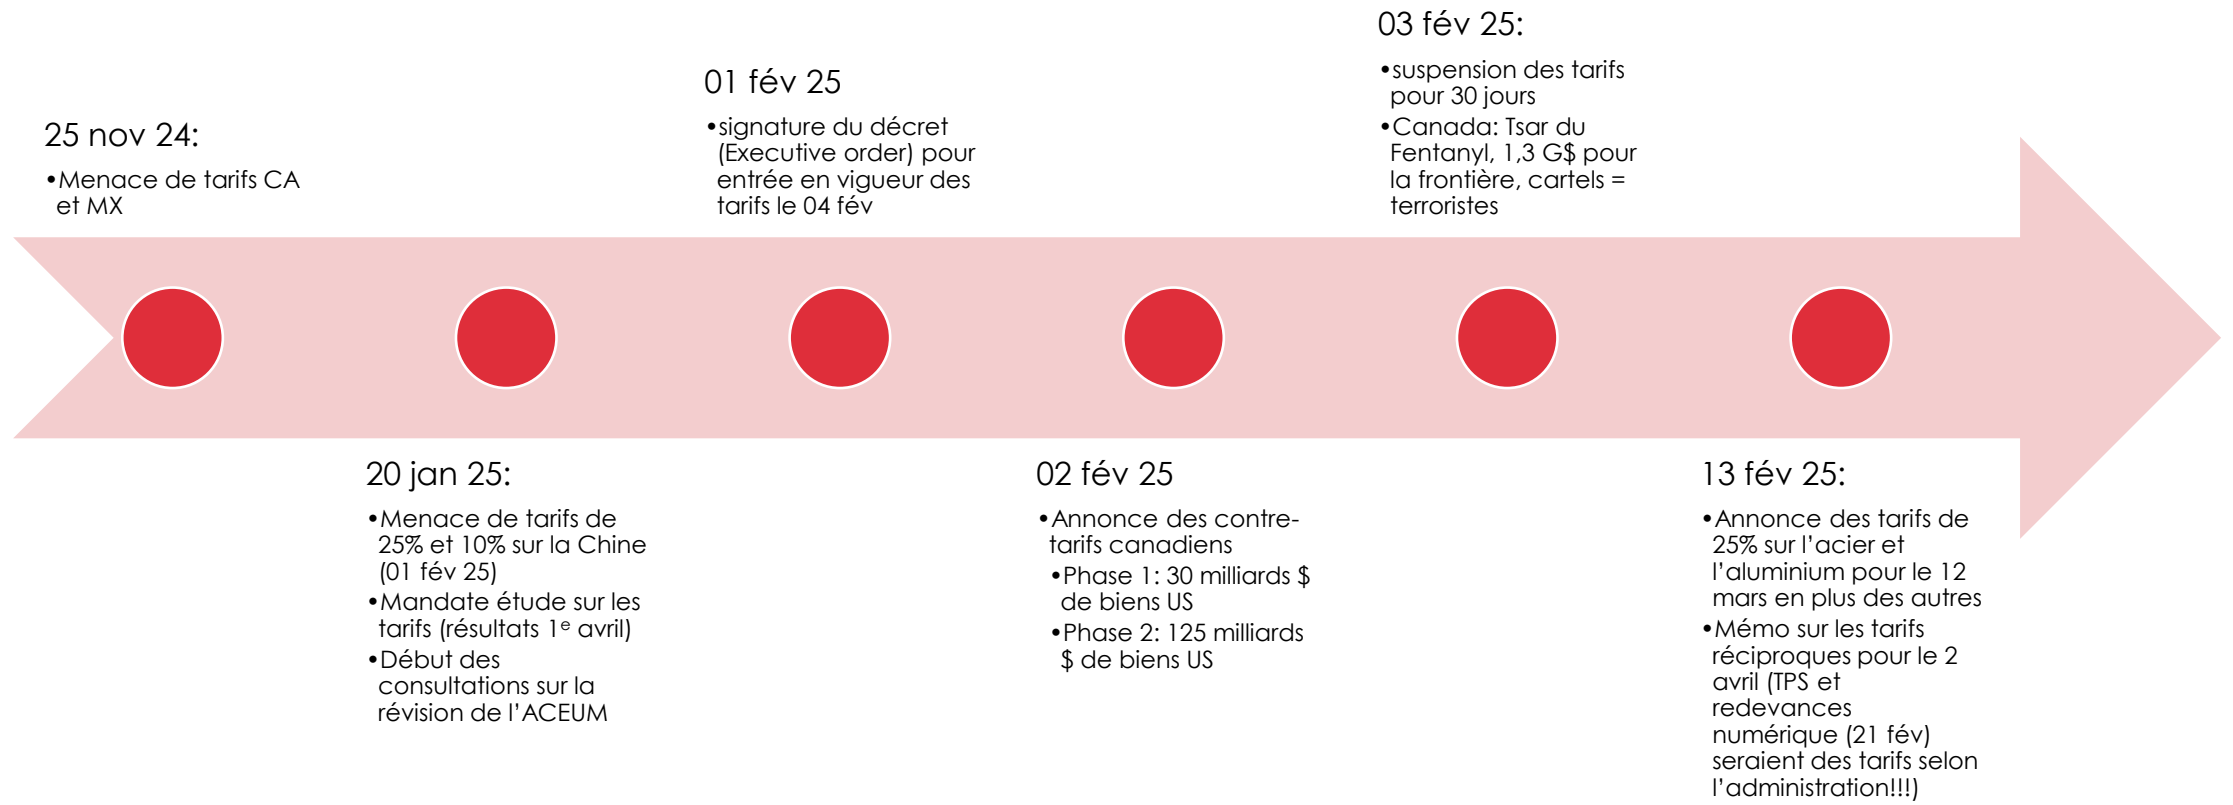 25 nov 24:
•Menace de tarifs CA
et MX
20 jan 25:
•Menace de tarifs de
25% et 10% sur la Chine
(01 fév 25)
•Mandate étude sur les
tarifs (résultats 1e avril)
•Début des
consultations sur la
révision de l’ACEUM
01 fév 25
•signature du décret
(Executive order) pour
entrée en vigueur des
tarifs le 04 fév
02 fév 25
•Annonce des contre-
tarifs canadiens
•Phase 1: 30 milliards $
de biens US
•Phase 2: 125 milliards
$ de biens US
03 fév 25:
•suspension des tarifs
pour 30 jours
•Canada: Tsar du
Fentanyl, 1,3 G$ pour
la frontière, cartels =
terroristes
13 fév 25:
•Annonce des tarifs de
25% sur l’acier et
l’aluminium pour le 12
mars en plus des autres
•Mémo sur les tarifs
réciproques pour le 2
avril (TPS et
redevances
numérique (21 fév)
seraient des tarifs selon
l’administration!!!)